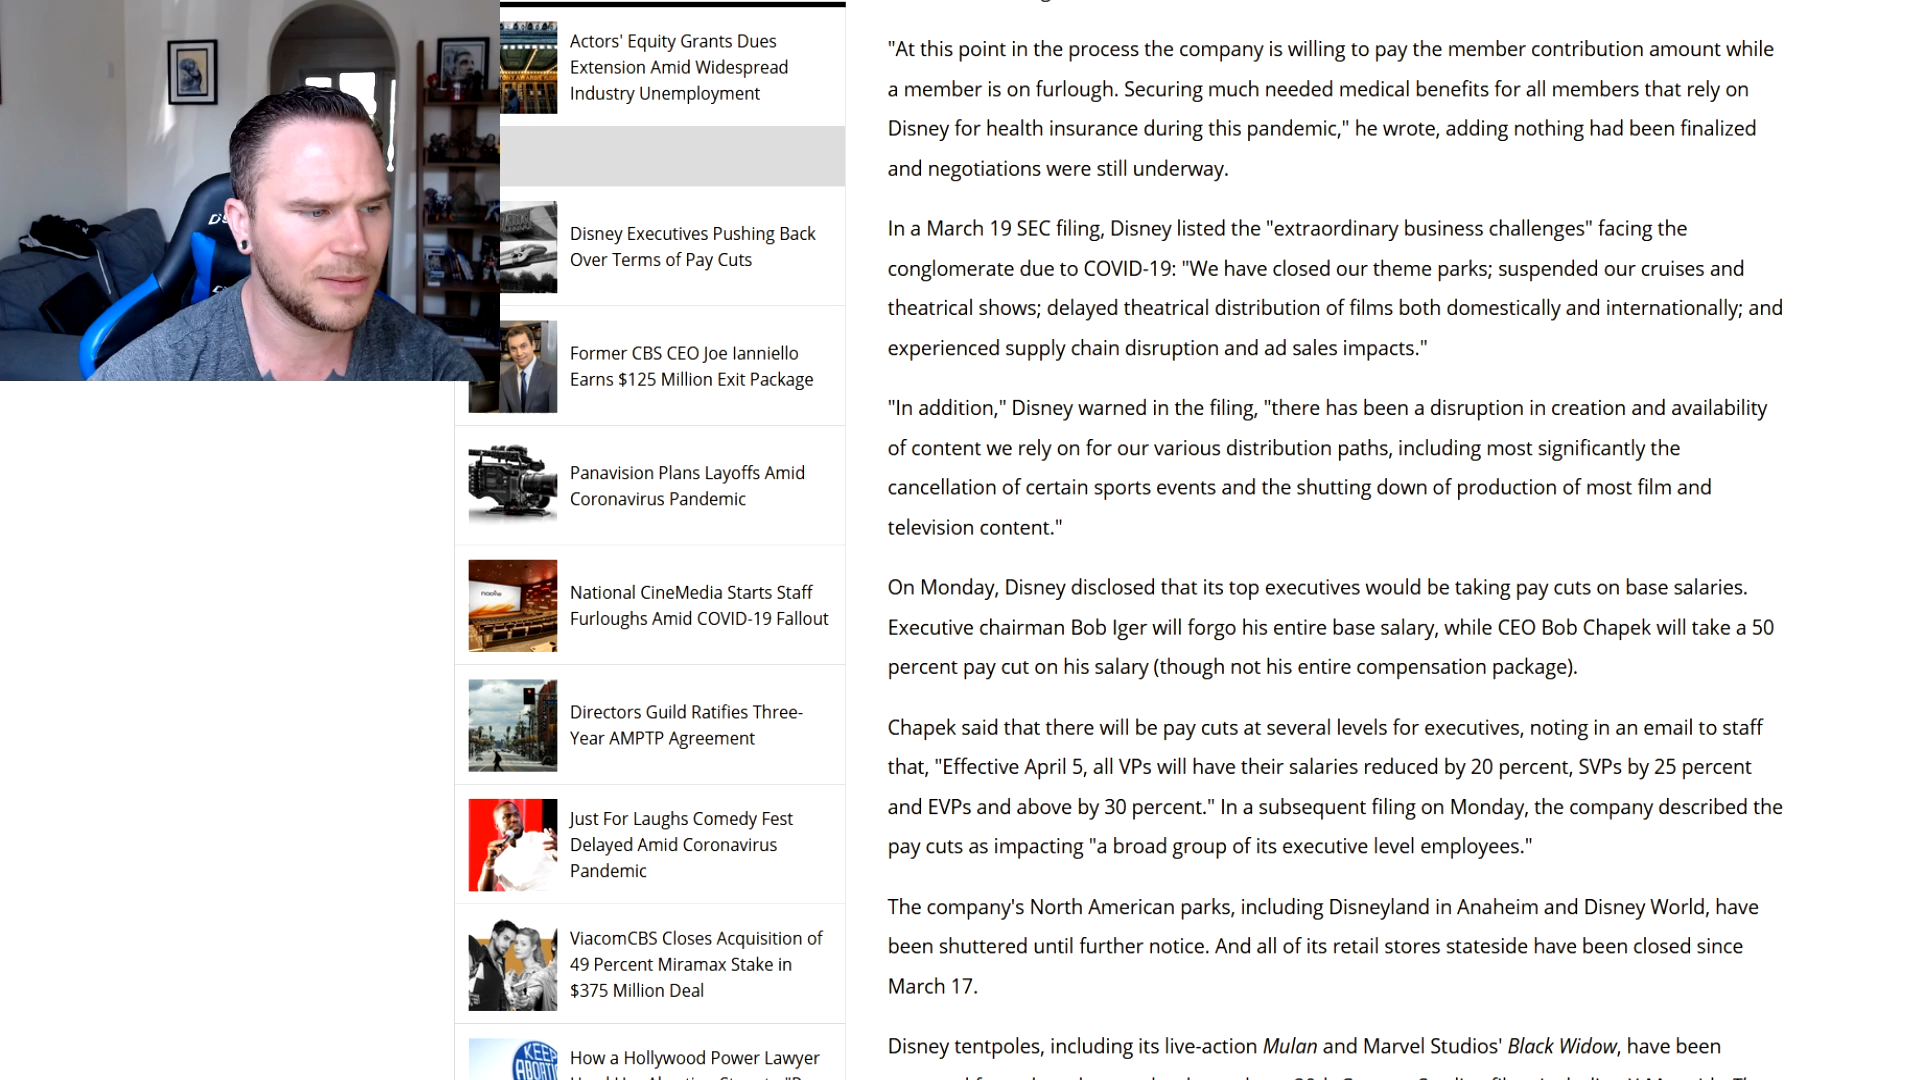 Actors' Equity Grants Dues
Extension Amid Widespread
Industry Unemployment
Disney Executives Pushing Back
Over Terms of Pay Cuts
Former CBS CEO Joe Ianniello
Earns $125 Million Exit Package
Panavision Plans Layoffs Amid
Coronavirus Pandemic
noovie
National CineMedia Starts Staff
Furloughs Amid COVID-19 Fallout
Directors Guild Ratifies Three-
Year AMPTP Agreement
Just For Laughs Comedy Fest
Delayed Amid Coronavirus
Pandemic
ViacomCBS Closes Acquisition of
49 Percent Miramax Stake in
$375 Million Deal
KEEP
How a Hollywood Power Lawyer
"At this point in the process the company is willing to pay the member contribution amount while
a member is on furlough. Securing much needed medical benefits for all members that rely on
Disney for health insurance during this pandemic," he wrote, adding nothing had been finalized
and negotiations were still underway.
In a March 19 SEC filing, Disney listed the "extraordinary business challenges" facing the
conglomerate due to COVID-19: "We have closed our theme parks; suspended our cruises and
theatrical shows; delayed theatrical distribution of films both domestically and internationally; and
experienced supply chain disruption and ad sales impacts."
"In addition," Disney warned in the filing, "there has been a disruption in creation and availability
of content we rely on for our various distribution paths, including most significantly the
cancellation of certain sports events and the shutting down of production of most film and
television content."
On Monday, Disney disclosed that its top executives would be taking pay cuts on base salaries.
Executive chairman Bob Iger will forgo his entire base salary, while CEO Bob Chapek will take a 50
percent pay cut on his salary (though not his entire compensation package).
Chapek said that there will be pay cuts at several levels for executives, noting in an email to staff
that, "Effective April 5, all VPs will have their salaries reduced by 20 percent, SVPs by 25 percent
and EVPs and above by 30 percent." In a subsequent filing on Monday, the company described the
pay cuts as impacting "a broad group of its executive level employees."
The company's North American parks, including Disneyland in Anaheim and Disney World, have
been shuttered until further notice. And all of its retail stores stateside have been closed since
March 17.
Disney tentpoles, including its live-action Mulan and Marvel Studios' Black Widow, have been